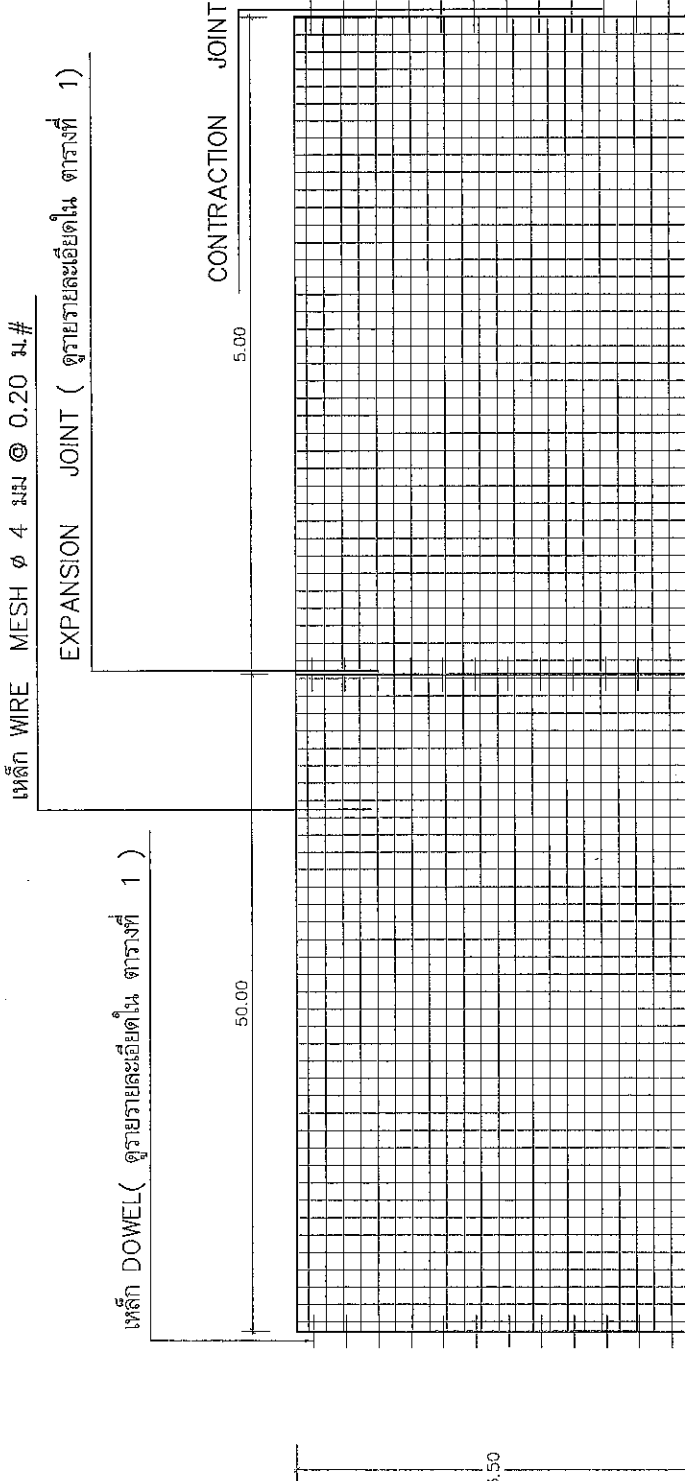 เหล็ก WIRE MESH ø 4 มม @ 0.20 ม.#
EXPANSION JOINT ( ดูรายละเอียดใน ตารางที่ 1)
CONTRACTION JOINT
5.00
เหล็ก DOWEL( ดูรายละเอียดใน ตารางที่ 1 )
50.00
.50